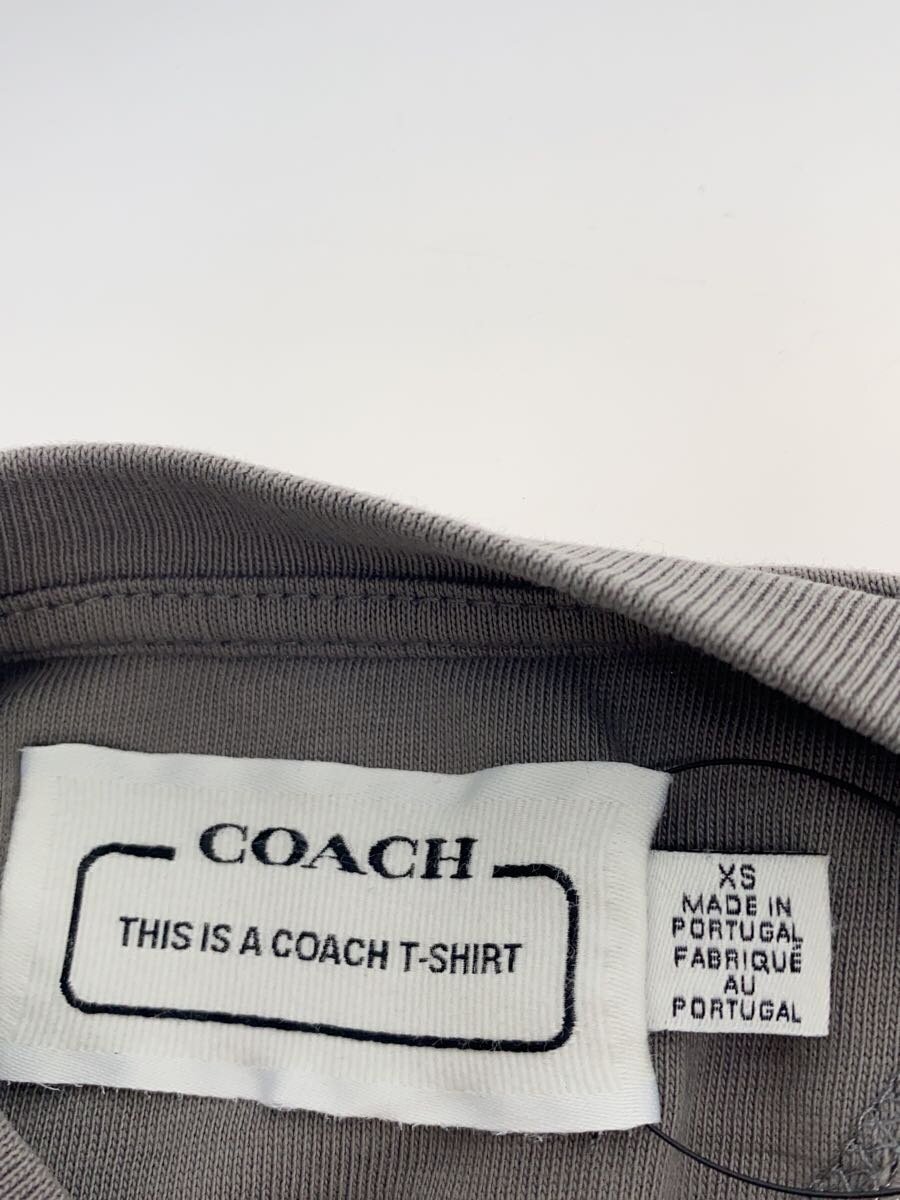 COACH
THIS IS A COACH T-SHIRT
XS
MADE IN
PORTUGAL
FABRIQUÉ
AU
PORTUGAL